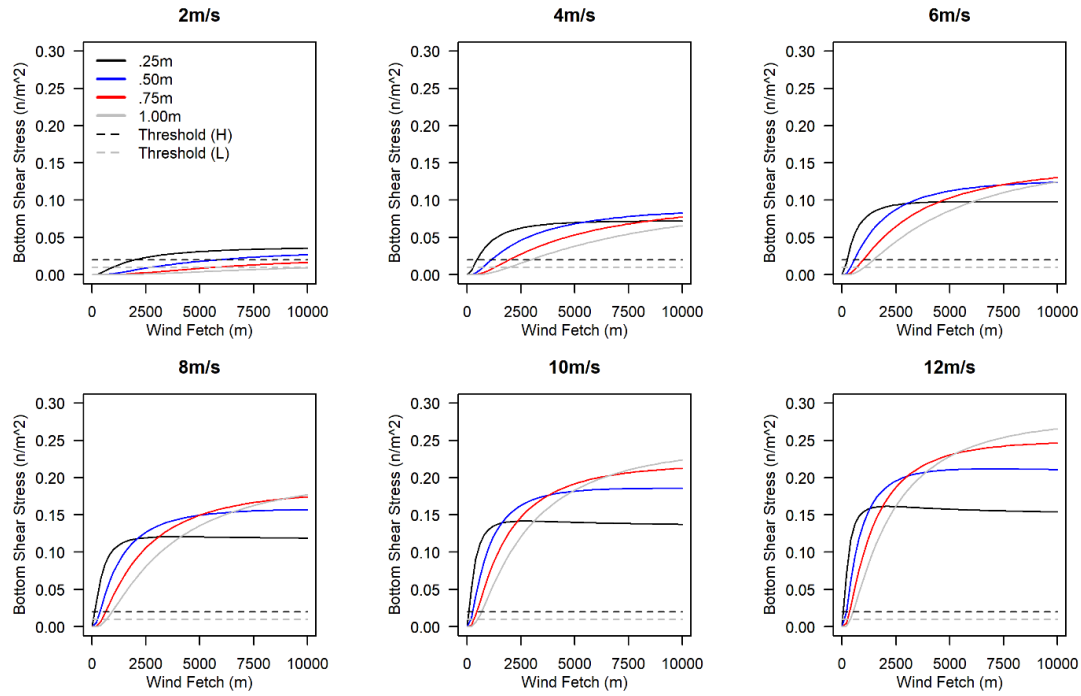 2m/s
4m/s
6m/s
Bottom Shear Stress (n/m^2)
0.30
0.25
0.20
0.15
0.10
0.05
0.00
.25m
.50m
.75m
1.00m
Threshold (H)
Threshold (L)
0 2500 5000 7500 10000
Wind Fetch (m)
Bottom Shear Stress (n/m^2)
0.30
0.25
0.20
0.15
0.10
0.05
0.00
0 2500 5000 7500 10000
Wind Fetch (m)
Bottom Shear Stress (n/m^2)
0.30
0.25
0.20
0.15
0.10
0.05
0.00
0 2500 5000 7500 10000
Wind Fetch (m)
8m/s
10m/s
12m/s
Bottom Shear Stress (n/m^2)
0.30
0.25
0.20
0.15
0.10
0.05
0.00
0 2500 5000 7500 10000
Wind Fetch (m)
Bottom Shear Stress (n/m^2)
0.30
0.25
0.20
0.15
0.10
0.05
0.00
0 2500 5000 7500 10000
Wind Fetch (m)
Bottom Shear Stress (n/m^2)
0.30
0.25
0.20
0.15
0.10
0.05
0.00
0 2500 5000 7500 10000
Wind Fetch (m)